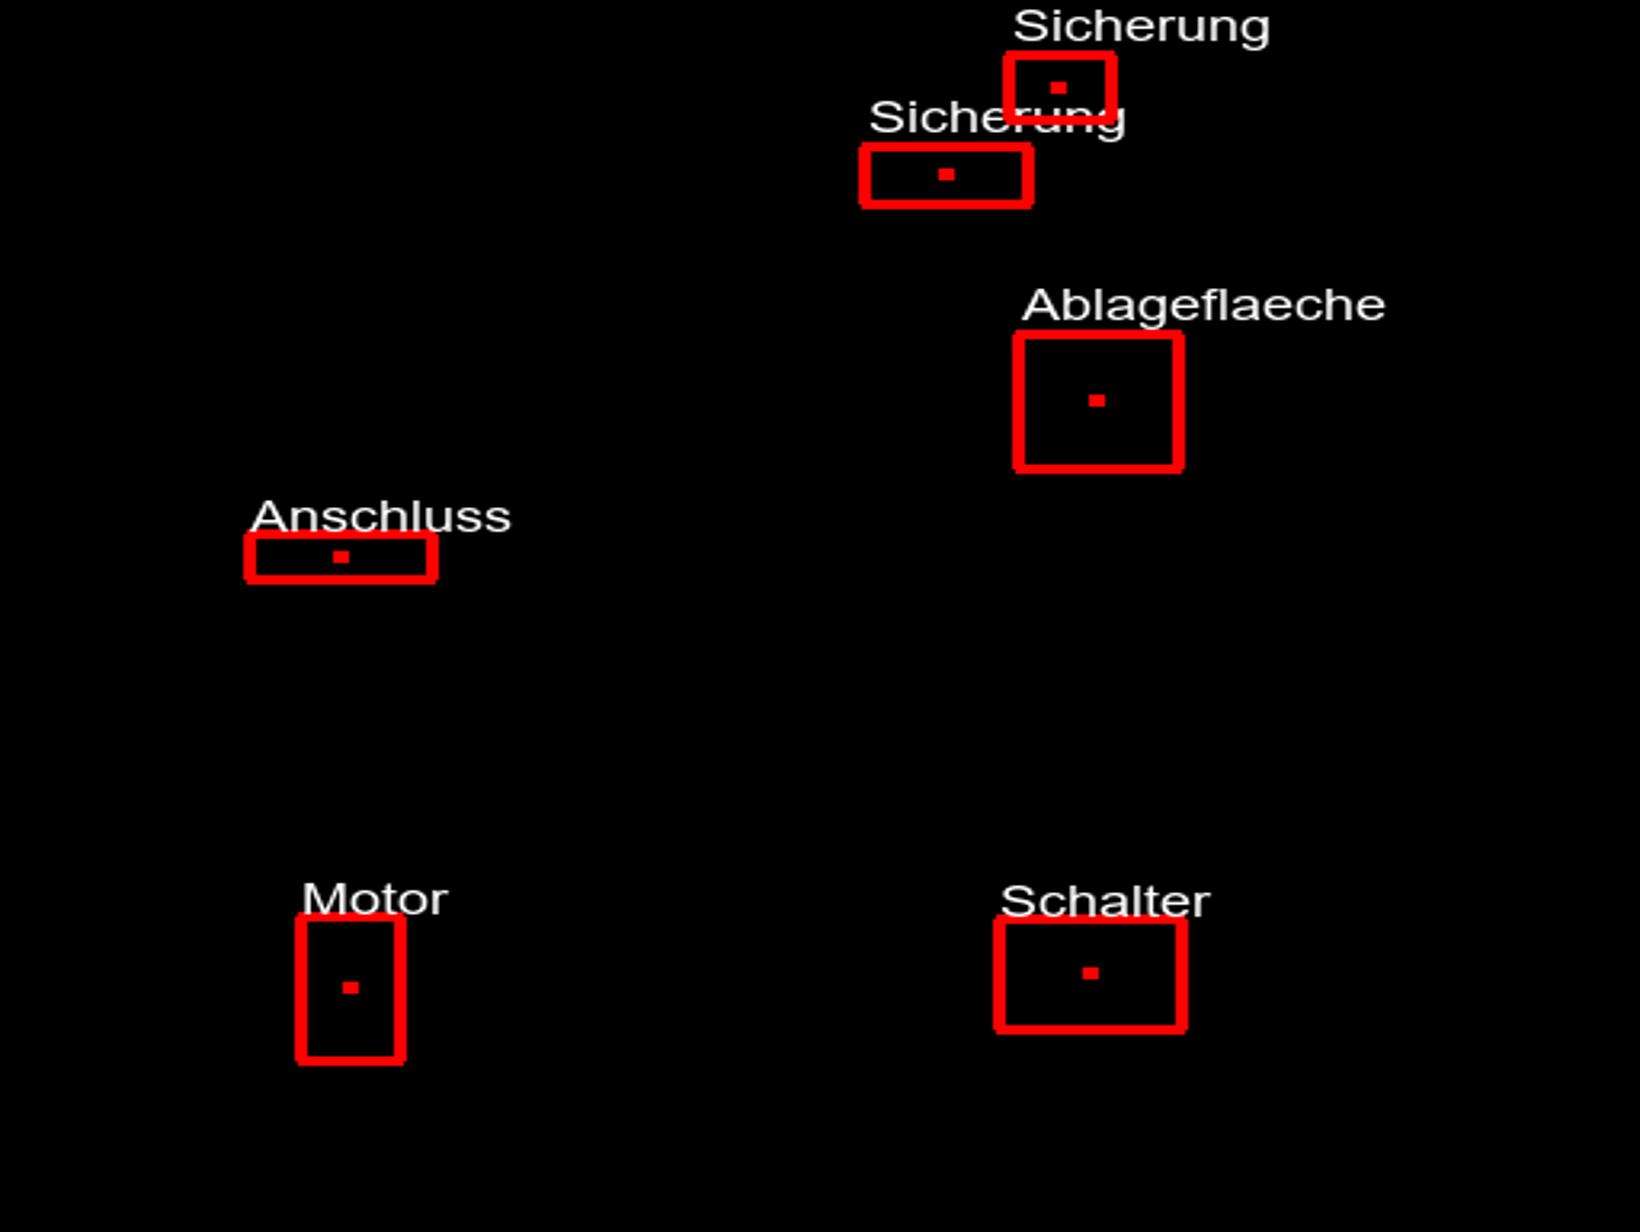 Sicherung
Sicherung
Ablageflaeche
Anschluss
Motor
Schalter